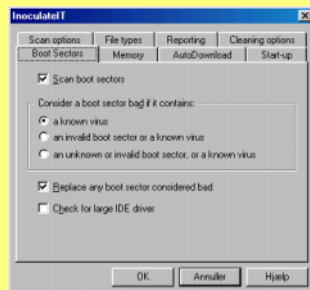 InoculateIT
Scan options File types Reporting Cleaning options
Boot Sectors Memory AutoDownload Start-up
Scan boot sectors
Consider a boot sector bad if it contains:
a known virus
an invalid boot sector or a known virus
an unknown or invalid boot sector, or a known virus
Replace any boot sector considered bad
Check for large IDE driver
OK Annuller Hjælp